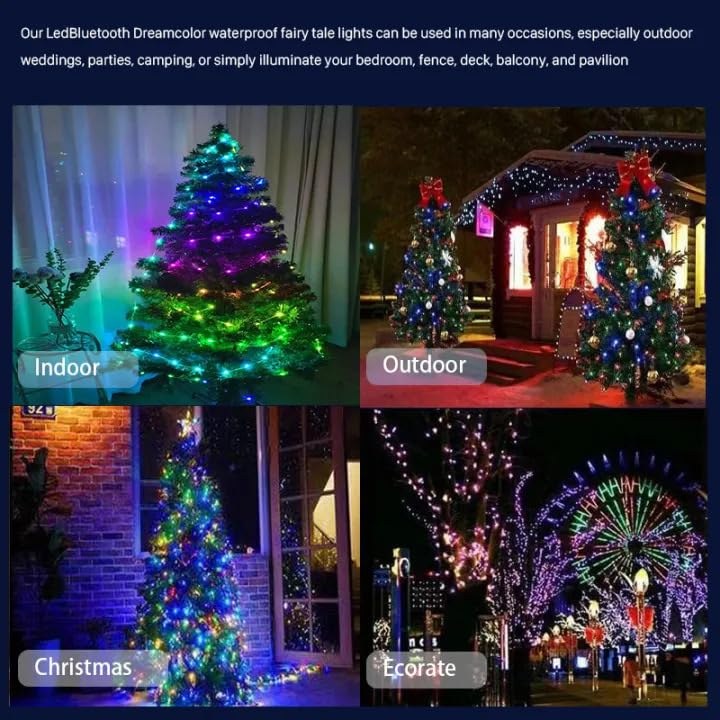 Our LedBluetooth Dreamcolor waterproof fairy tale lights can be used in many occasions, especially outdoor
weddings, parties, camping, or simply illuminate your bedroom, fence, deck, balcony, and pavilion
Indoor
Outdoor
92
Christmas
Ecorate